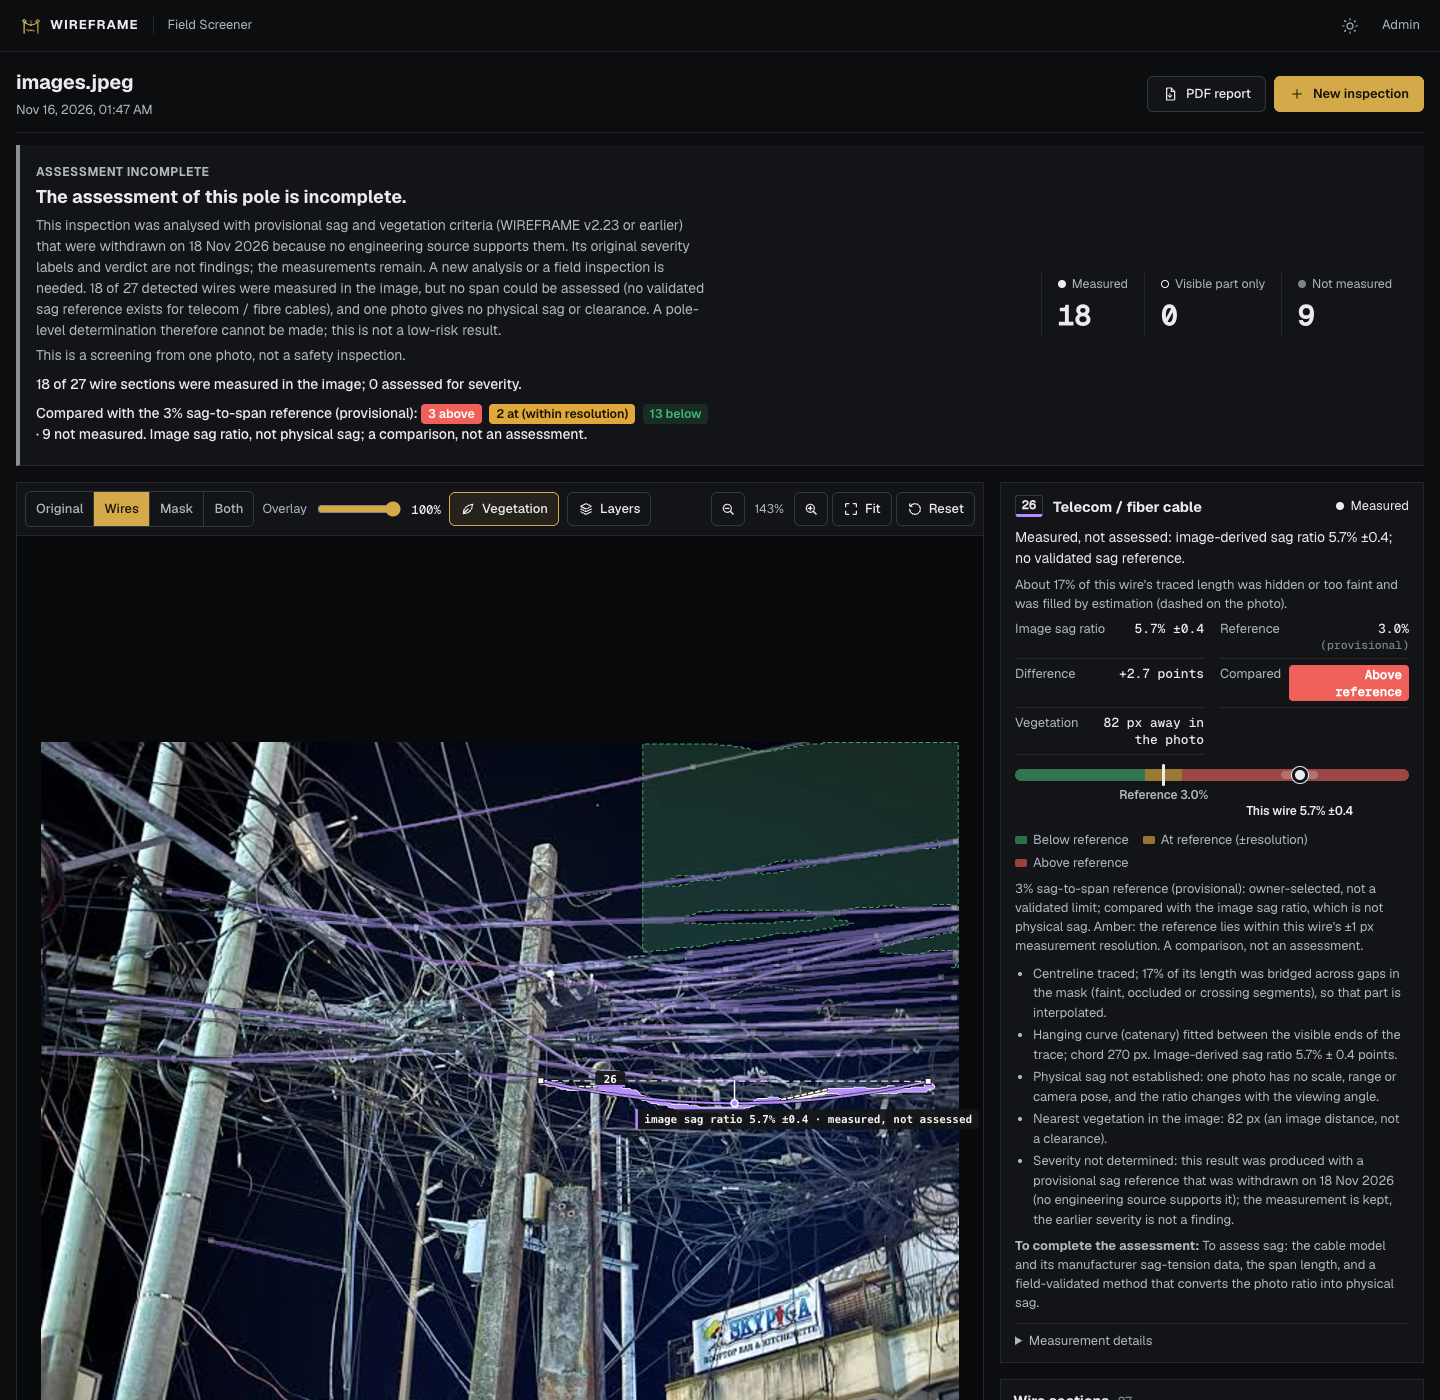 WIREFRAME
Field Screener
Admin
images.jpeg
Nov 16, 2026, 01:47 AM
PDF report
New inspection
ASSESSMENT INCOMPLETE
The assessment of this pole is incomplete.
This inspection was analysed with provisional sag and vegetation criteria (WIREFRAME v2.23 or earlier)
that were withdrawn on 18 Nov 2026 because no engineering source supports them. Its original severity
labels and verdict are not findings; the measurements remain. A new analysis or a field inspection is
needed. 18 of 27 detected wires were measured in the image, but no span could be assessed (no validated
sag reference exists for telecom / fibre cables), and one photo gives no physical sag or clearance. A pole-
level determination therefore cannot be made; this is not a low-risk result.
This is a screening from one photo, not a safety inspection.
18 of 27 wire sections were measured in the image; 0 assessed for severity.
Compared with the 3% sag-to-span reference (provisional): 3 above 2 at (within resolution) 13 below
· 9 not measured. Image sag ratio, not physical sag; a comparison, not an assessment.
Measured
18
Visible part only
0
Not measured
9
Original
Wires
Mask
Both
Overlay
100%
Vegetation
Layers
143%
Fit
Reset
26
image sag ratio 5.7% ±0.4 · measured, not assessed
SKYPIGA
ROOFTOP BAR & KITCHENETTE
26
Telecom / fiber cable
Measured
Measured, not assessed: image-derived sag ratio 5.7% ±0.4;
no validated sag reference.
About 17% of this wire's traced length was hidden or too faint and
was filled by estimation (dashed on the photo).
Image sag ratio 5.7% ±0.4
Reference 3.0%
(provisional)
Difference +2.7 points
Compared Above
reference
Vegetation 82 px away in
the photo
Reference 3.0%
This wire 5.7% ±0.4
Below reference
At reference (±resolution)
Above reference
3% sag-to-span reference (provisional): owner-selected, not a
validated limit; compared with the image sag ratio, which is not
physical sag. Amber: the reference lies within this wire's ±1 px
measurement resolution. A comparison, not an assessment.
• Centreline traced; 17% of its length was bridged across gaps in
the mask (faint, occluded or crossing segments), so that part is
interpolated.
• Hanging curve (catenary) fitted between the visible ends of the
trace; chord 270 px. Image-derived sag ratio 5.7% ± 0.4 points.
• Physical sag not established: one photo has no scale, range or
camera pose, and the ratio changes with the viewing angle.
• Nearest vegetation in the image: 82 px (an image distance, not
a clearance).
• Severity not determined: this result was produced with a
provisional sag reference that was withdrawn on 18 Nov 2026
(no engineering source supports it); the measurement is kept,
the earlier severity is not a finding.
To complete the assessment: To assess sag: the cable model
and its manufacturer sag-tension data, the span length, and a
field-validated method that converts the photo ratio into physical
sag.
Measurement details